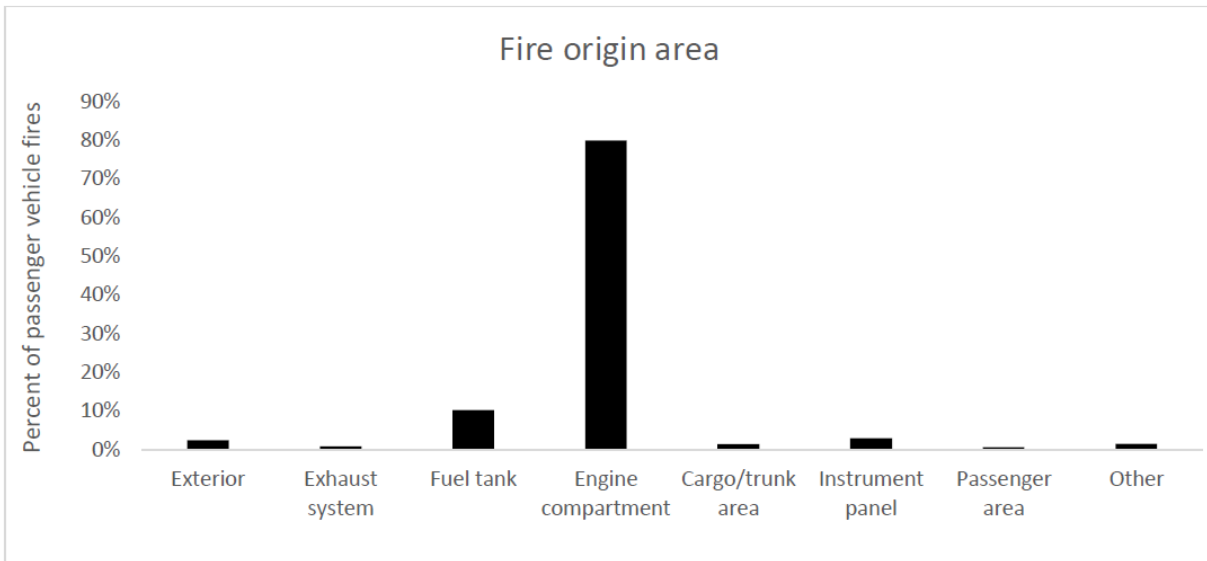 Fire origin area
Percent of passenger vehicle fires
90%
80%
70%
60%
50%
40%
30%
20%
10%
0%
Exterior
Exhaust
system
Fuel tank
Engine
compartment
Cargo/trunk
area
Instrument
panel
Passenger
area
Other